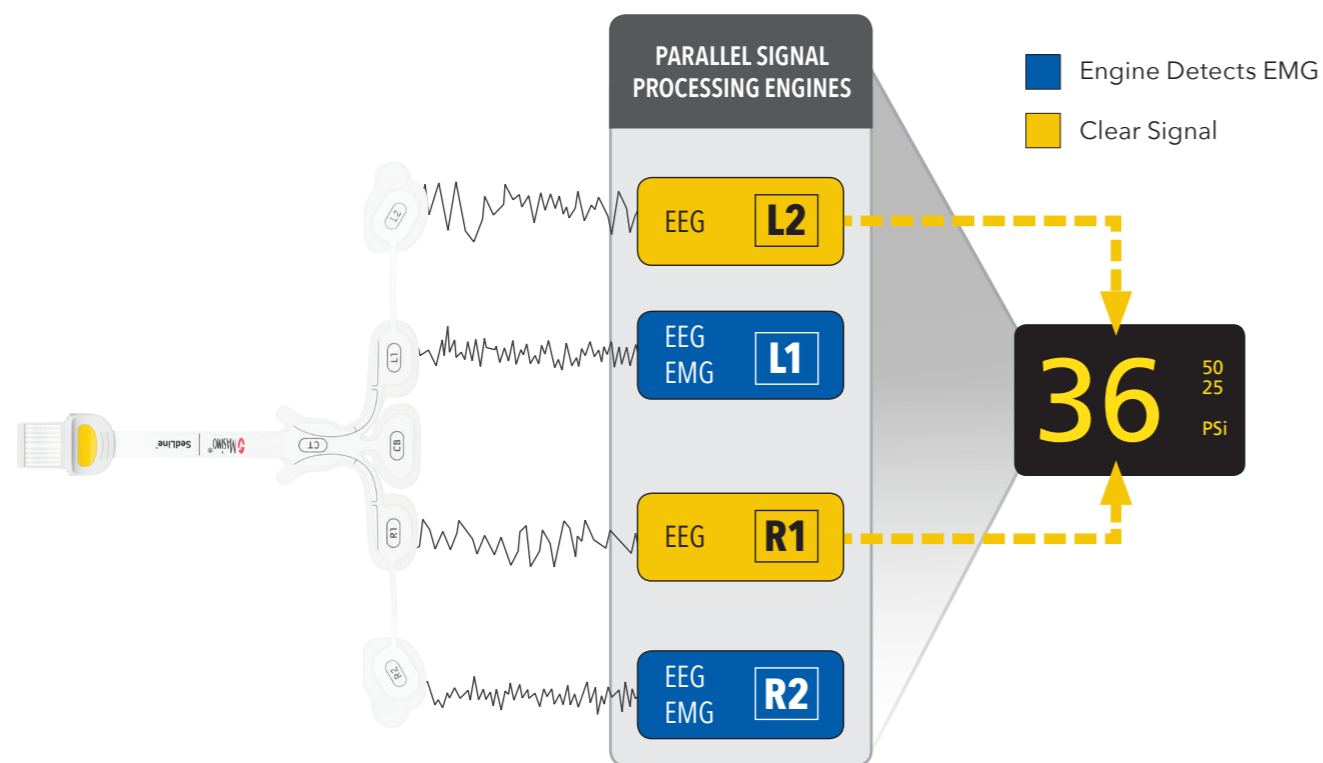 PARALLEL SIGNAL
PROCESSING ENGINES
Engine Detects EMG
Clear Signal
L2
EEG L2
L1
EEG
EMG
L1
36
50
25
PSi
SedLine™ | Masimo®
CT
CB
R1
EEG R1
R2
EEG
EMG
R2